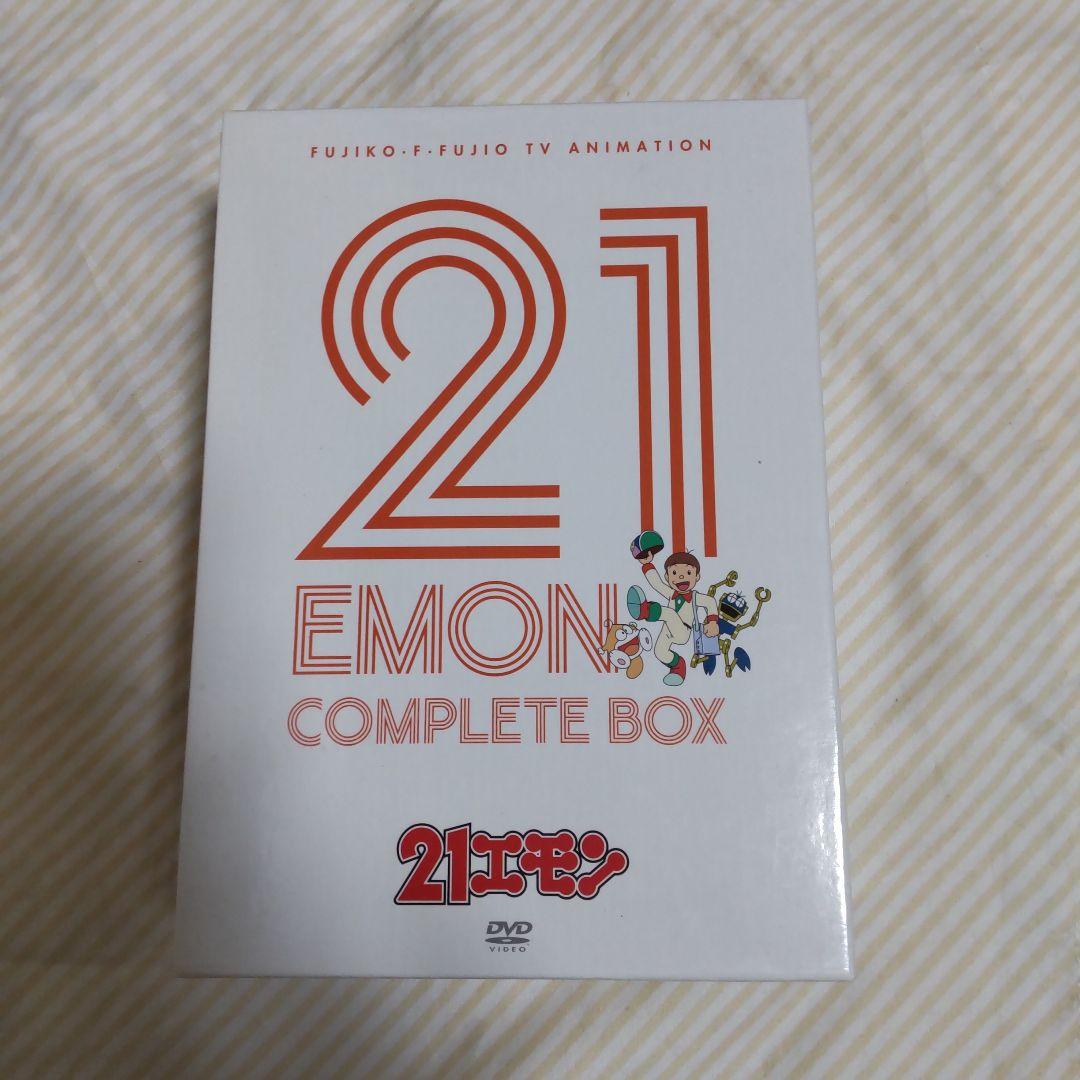 FUJIKO・F・FUJIO TV ANIMATION
21
EMON
COMPLETE BOX
21エモン
DVD
VIDEO